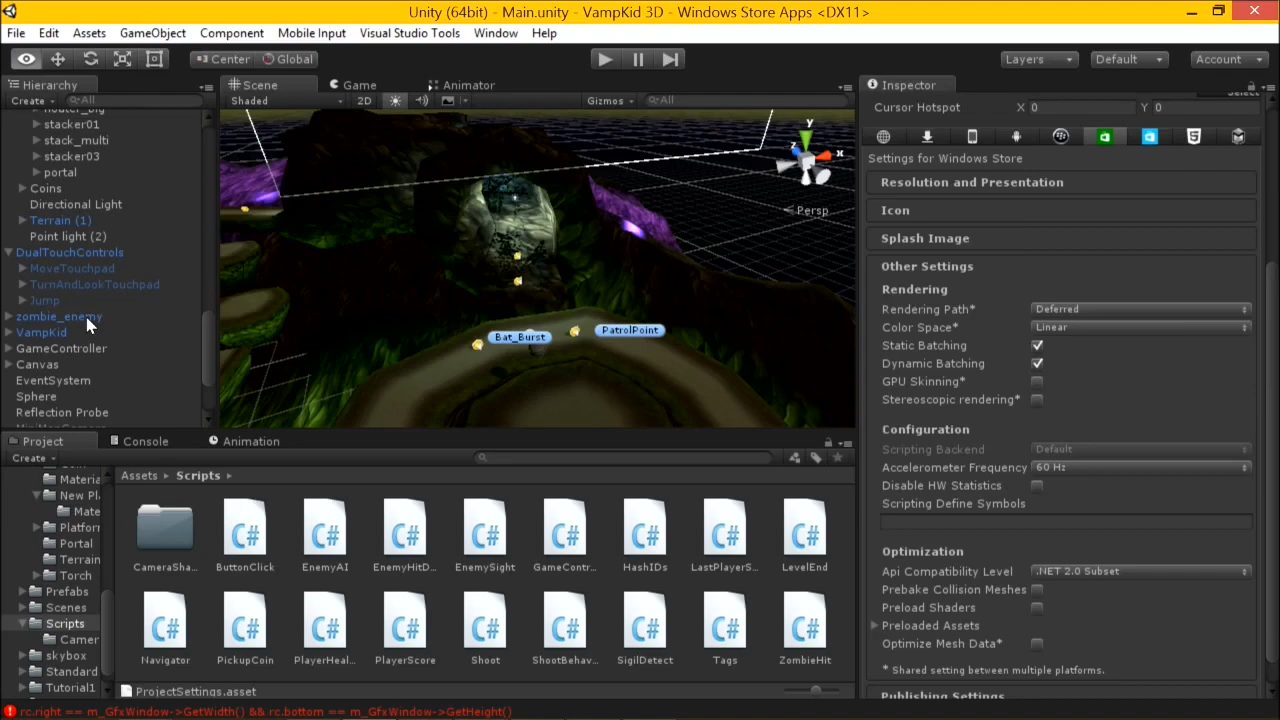 Unity (64bit) - Main.unity - VampKid 3D - Windows Store Apps <DX11>
File Edit Assets GameObject Component Mobile Input Visual Studio Tools Window Help
Center Global Layers Default Account
Hierarchy
Create All
stacker01
stack_multi
stacker03
portal
Coins
Directional Light
Terrain (1)
Point light (2)
DualTouchControls
MoveTouchpad
TurnAndLookTouchpad
Jump
zombie_enemy
VampKid
GameController
Canvas
EventSystem
Sphere
Reflection Probe
Scene Game Animator
Shaded 2D Gizmos All
y
z
x
Persp
Bat_Burst
PatrolPoint
Inspector
Select
Cursor Hotspot X 0 Y 0
Settings for Windows Store
Resolution and Presentation
Icon
Splash Image
Other Settings
Rendering
Rendering Path* Deferred
Color Space* Linear
Static Batching
Dynamic Batching
GPU Skinning*
Stereoscopic rendering*
Configuration
Scripting Backend Default
Accelerometer Frequency 60 Hz
Disable HW Statistics
Scripting Define Symbols
Optimization
Api Compatibility Level .NET 2.0 Subset
Prebake Collision Meshes
Preload Shaders
Preloaded Assets
Optimize Mesh Data*
* Shared setting between multiple platforms.
Publishing Settings
Project Console Animation
Create
Materia
New Pl
Mate
Platforr
Portal
Terrain
Torch
Prefabs
Scenes
Scripts
Camer
skybox
Standard
Tutorial1
Assets Scripts
C# C# C# C# C# C# C# C#
CameraSha... ButtonClick EnemyAI EnemyHitD... EnemySight GameContr... HashIDs LastPlayerS... LevelEnd
C# C# C# C# C# C# C# C# C#
Navigator PickupCoin PlayerHeal... PlayerScore Shoot ShootBehav... SigilDetect Tags ZombieHit
ProjectSettings.asset
rc.right == m_GfxWindow->GetWidth() && rc.bottom == m_GfxWindow->GetHeight()